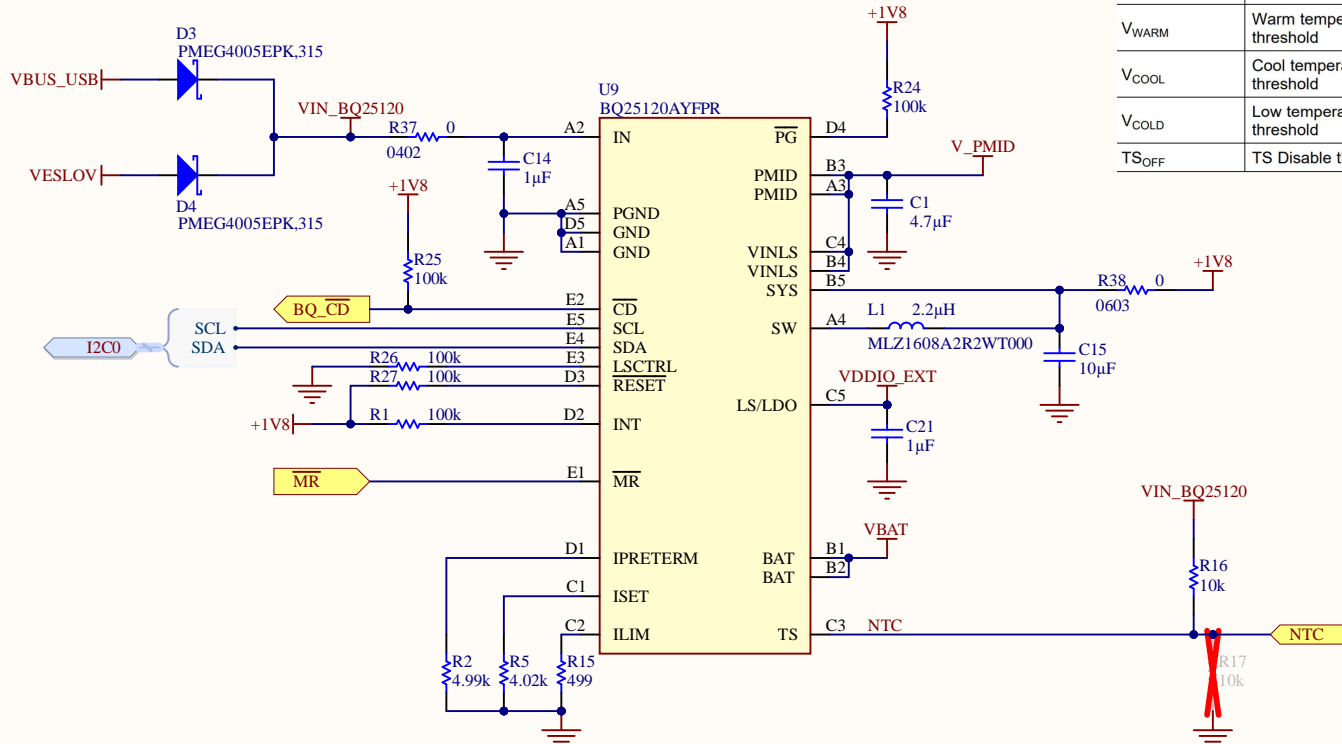 +1V8
V_WARM Warm tempe
threshold
V_COOL Cool tempera
threshold
V_COLD Low tempera
threshold
TS_OFF TS Disable t
D3
PMEG4005EPK,315
VBUS_USB
VESLOV
D4
PMEG4005EPK,315
VIN_BQ25120
R37 0
0402
C14
1µF
+1V8
R25
100k
BQ_CD
I2C0
SCL
SDA
R26 100k
R27 100k
+1V8
R1 100k
MR
R2
4.99k
R5
4.02k
R15
499
U9
BQ25120AYFPR
A2 IN
A5 PGND
D5 GND
A1 GND
E2 CD
E5 SCL
E4 SDA
E3 LSCTRL
D3 RESET
D2 INT
E1 MR
D1 IPRETERM
C1 ISET
C2 ILIM
PG D4
PMID B3
PMID A3
VINLS C4
VINLS B4
SYS B5
SW A4
LS/LDO C5
BAT B1
BAT B2
TS C3 NTC
R24
100k
V_PMID
C1
4.7µF
+1V8
R38 0
0603
L1 2.2µH
MLZ1608A2R2WT000
C15
10µF
VDDIO_EXT
C21
1µF
VBAT
VIN_BQ25120
R16
10k
NTC
R17
10k